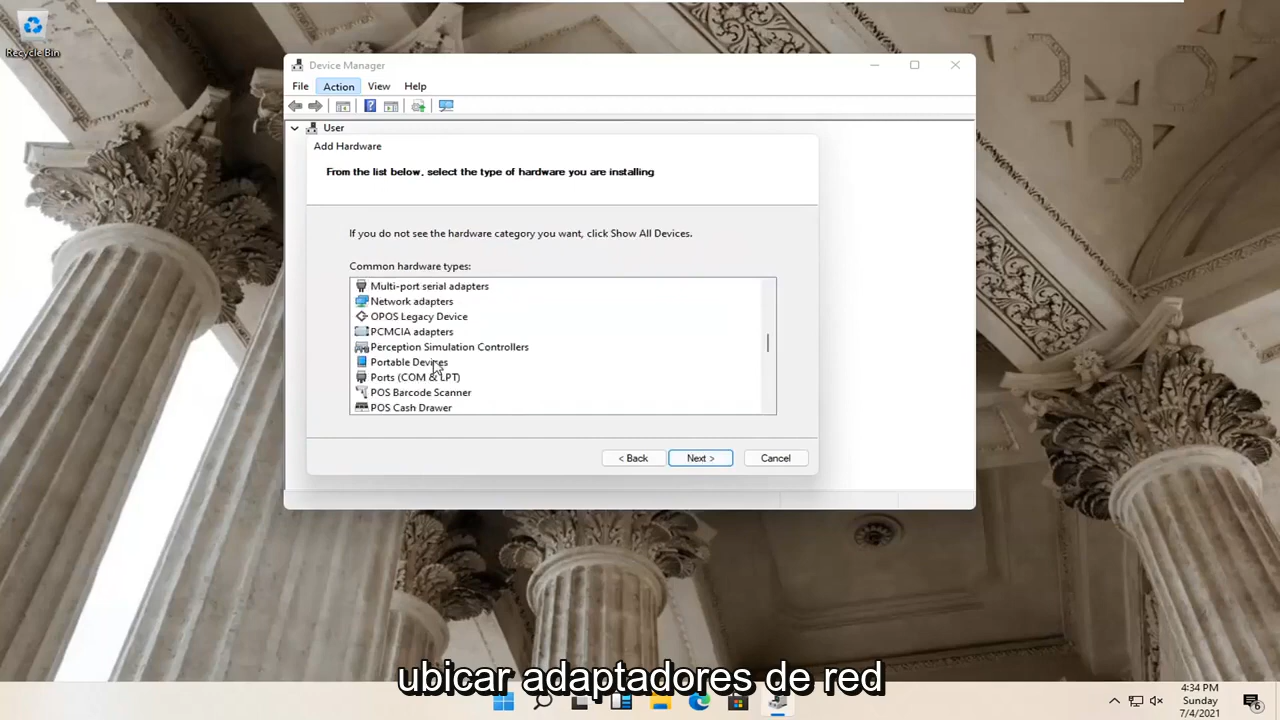 Recycle Bin
Device Manager
File Action View Help
User
Add Hardware
From the list below, select the type of hardware you are installing
If you do not see the hardware category you want, click Show All Devices.
Common hardware types:
Multi-port serial adapters
Network adapters
OPOS Legacy Device
PCMCIA adapters
Perception Simulation Controllers
Portable Devices
Ports (COM & LPT)
POS Barcode Scanner
POS Cash Drawer
< Back Next > Cancel
ubicar adaptadores de red
4:34 PM
Sunday
7/4/2021
6